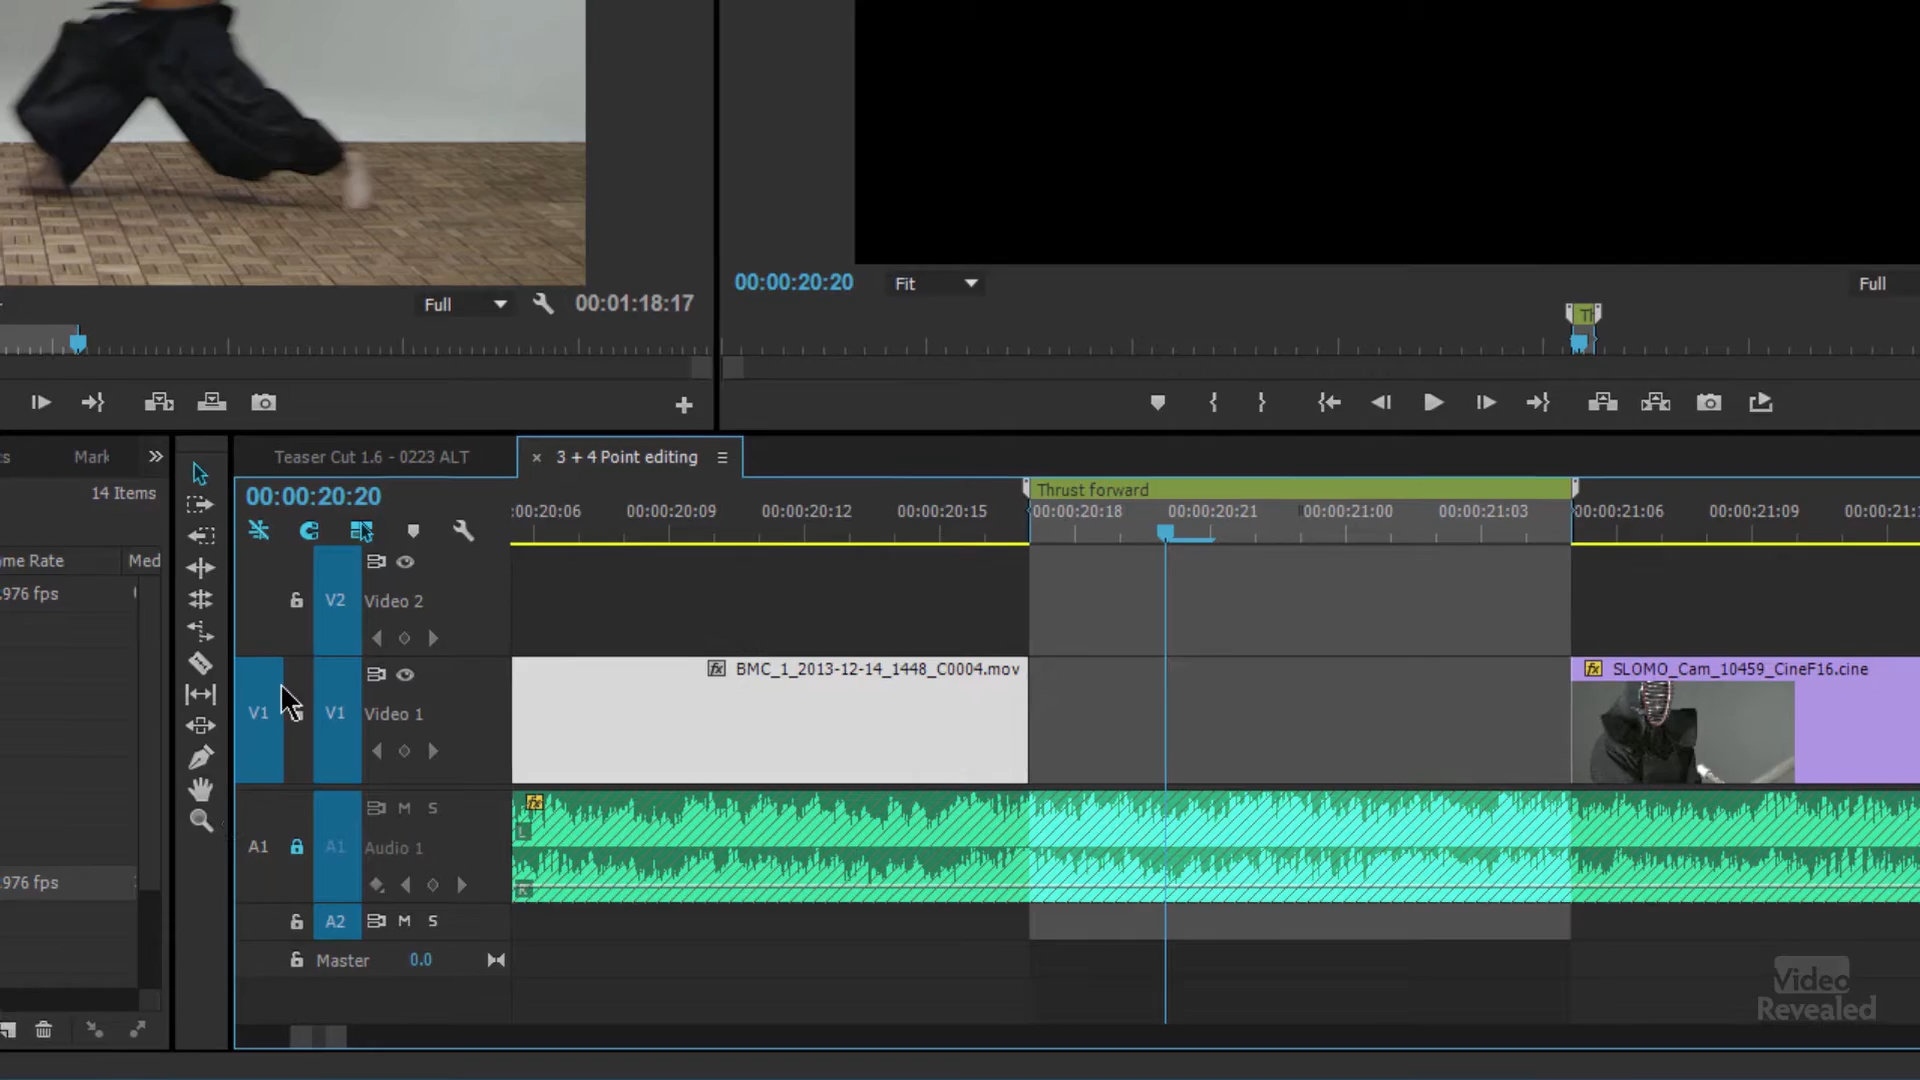 Full
00:01:18:17
00:00:20:20
Fit
Full
Th
Mark
14 Items
me Rate
Med
.976 fps
.976 fps
Teaser Cut 1.6 - 0223 ALT
× 3 + 4 Point editing
00:00:20:20
Thrust forward
:00:20:06
00:00:20:09
00:00:20:12
00:00:20:15
00:00:20:18
00:00:20:21
00:00:21:00
00:00:21:03
00:00:21:06
00:00:21:09
00:00:21:1
V2
Video 2
V1
V1
Video 1
fx BMC_1_2013-12-14_1448_C0004.mov
fx SLOMO_Cam_10459_CineF16.cine
A1
A1
M S
Audio 1
fx
L
R
A2
M S
Master
0.0
Video
Revealed